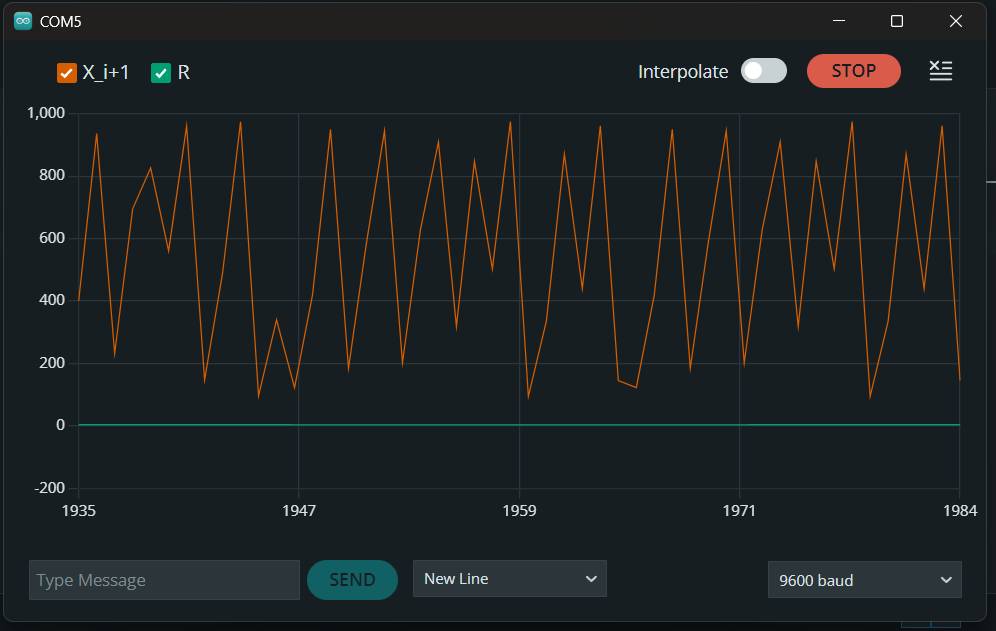 COM5
X_i+1 R Interpolate STOP
1,000
800
600
400
200
0
-200
1935 1947 1959 1971 1984
Type Message SEND New Line 9600 baud